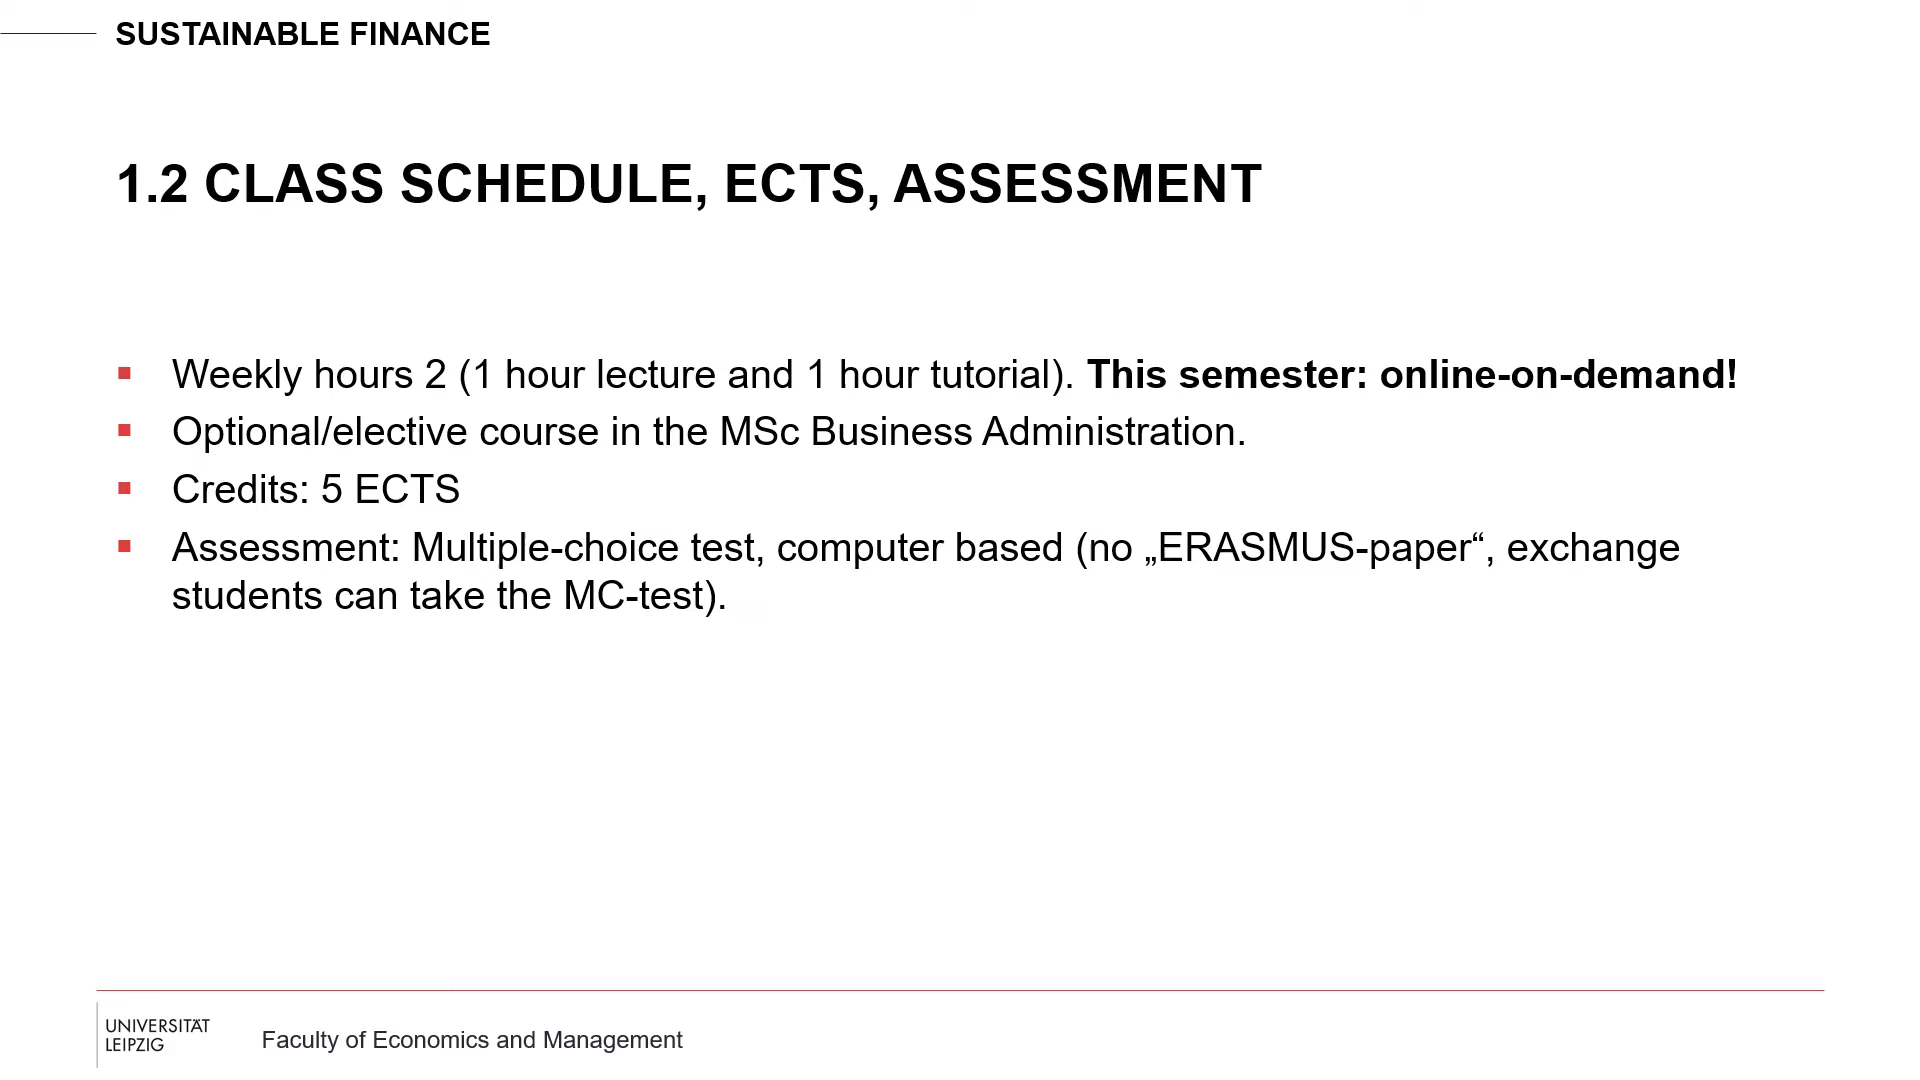 SUSTAINABLE FINANCE
1.2 CLASS SCHEDULE, ECTS, ASSESSMENT
▪ Weekly hours 2 (1 hour lecture and 1 hour tutorial). This semester: online-on-demand!
▪ Optional/elective course in the MSc Business Administration.
▪ Credits: 5 ECTS
▪ Assessment: Multiple-choice test, computer based (no „ERASMUS-paper“, exchange
students can take the MC-test).
UNIVERSITÄT
LEIPZIG
Faculty of Economics and Management